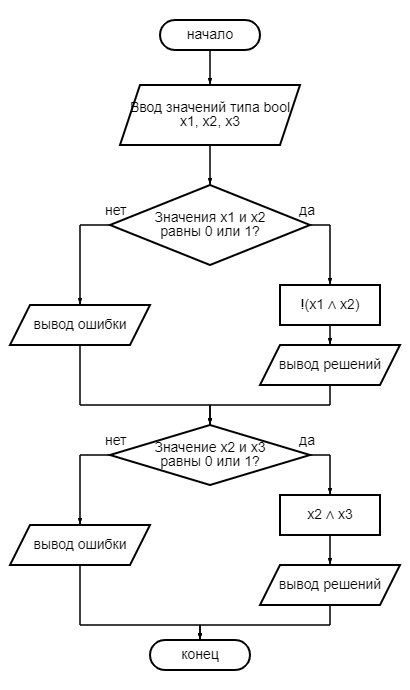 начало
Ввод значений типа bool
x1, x2, x3
нет
да
Значения x1 и x2
равны 0 или 1?
!(x1 ∧ x2)
вывод ошибки
вывод решений
нет
да
Значение x2 и x3
равны 0 или 1?
x2 ∧ x3
вывод ошибки
вывод решений
конец